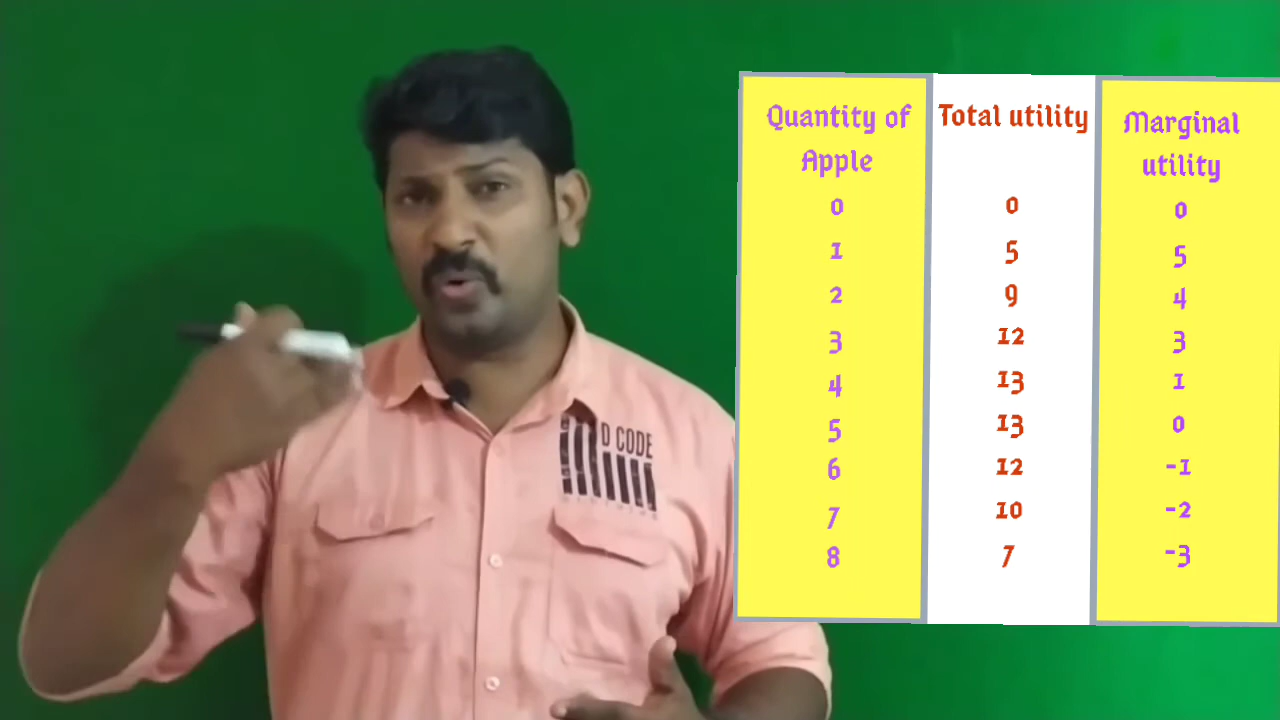 Quantity of Apple Total utility Marginal utility
0 0 0
1 5 5
2 9 4
3 12 3
4 13 1
5 13 0
6 12 -1
7 10 -2
8 7 -3
D CODE